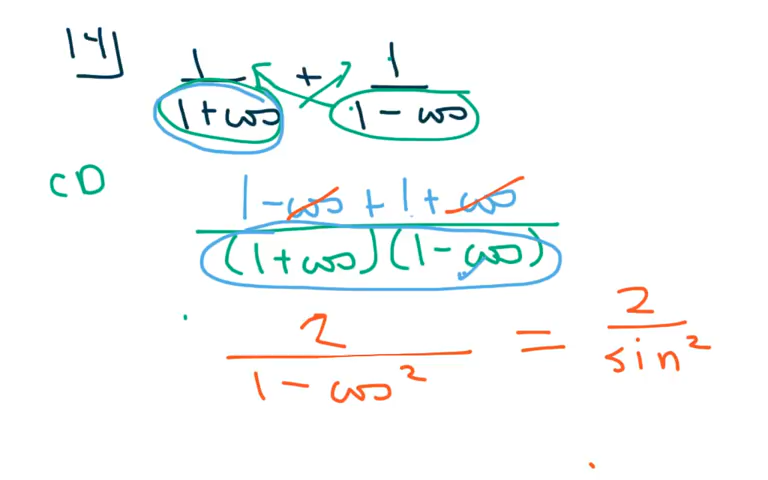 14)
1/(1+cos) + 1/(1-cos)
CD
(1-cos+1+cos)/((1+cos)(1-cos))
2/(1-cos²) = 2/sin²